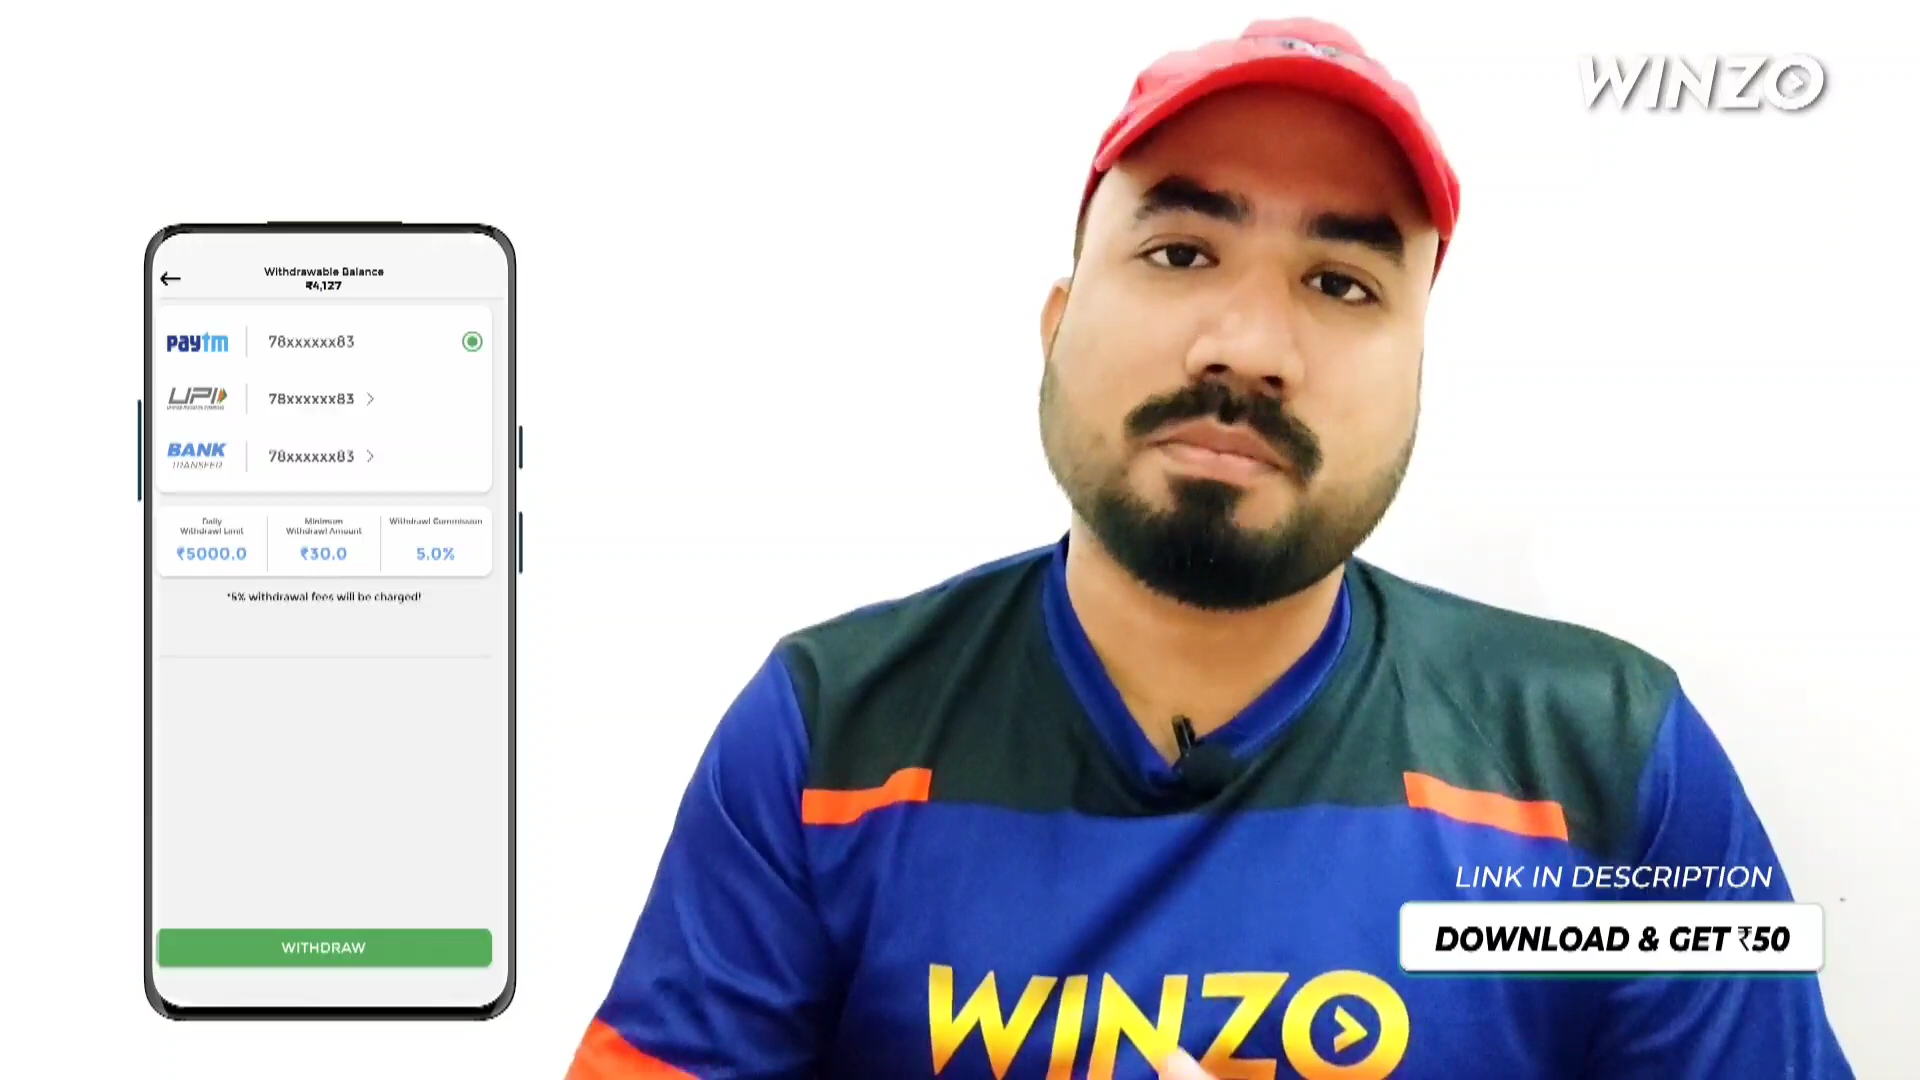 WINZO
Withdrawable Balance
₹4,127
paytm
78xxxxxx83
UPI
78xxxxxx83
BANK
TRANSFER
78xxxxxx83
Daily
Withdrawl Limit
₹5000.0
Minimum
Withdrawl Amount
₹30.0
Withdrawl Commission
5.0%
*5% withdrawal fees will be charged!
WITHDRAW
LINK IN DESCRIPTION
DOWNLOAD & GET ₹50
WINZO